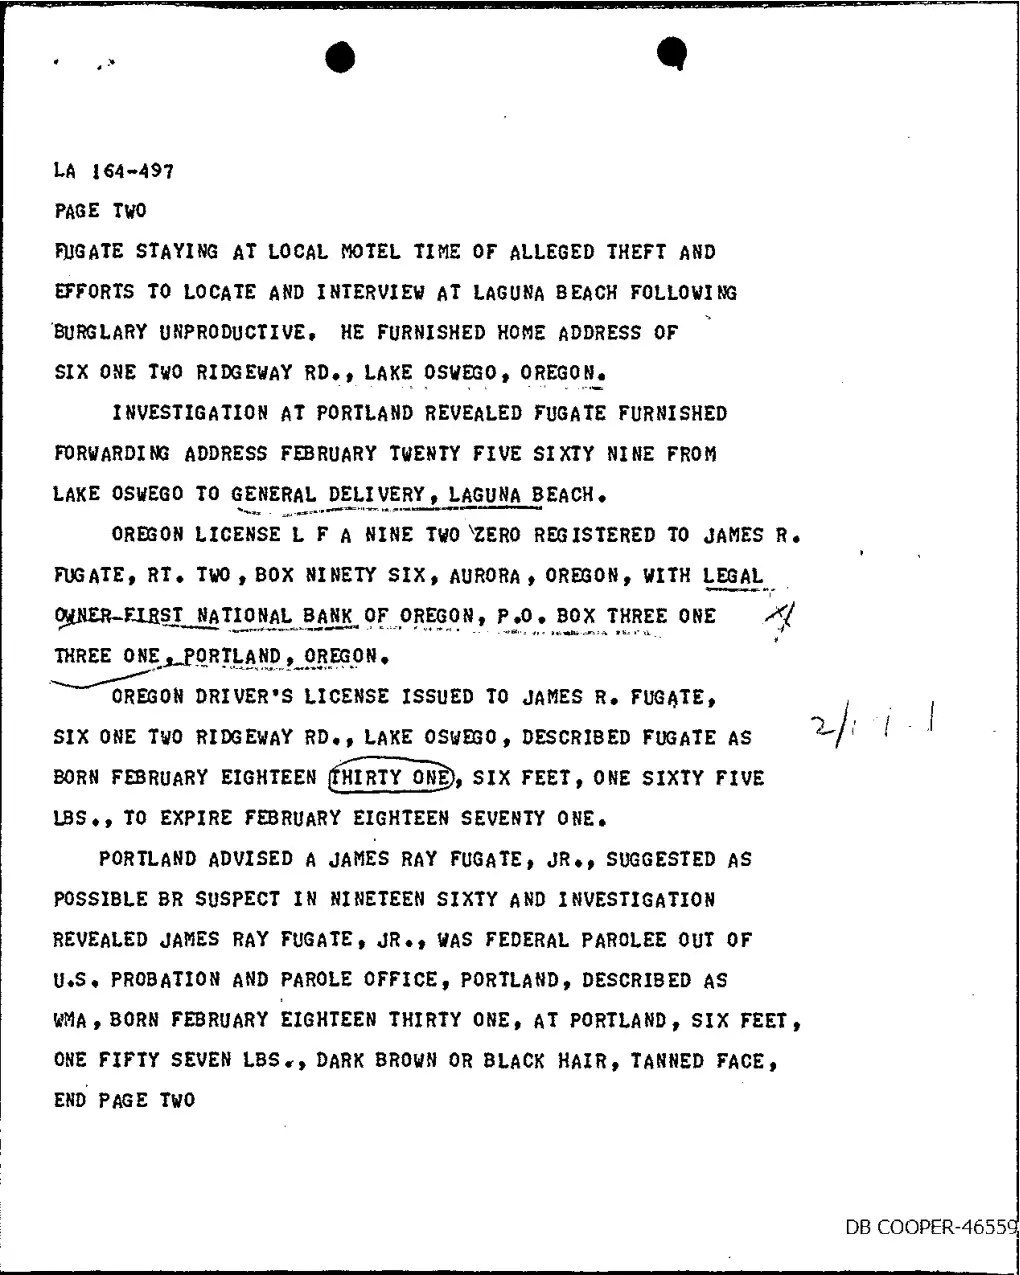 LA 164-497
PAGE TWO
FUGATE STAYING AT LOCAL MOTEL TIME OF ALLEGED THEFT AND
EFFORTS TO LOCATE AND INTERVIEW AT LAGUNA BEACH FOLLOWING
BURGLARY UNPRODUCTIVE. HE FURNISHED HOME ADDRESS OF
SIX ONE TWO RIDGEWAY RD., LAKE OSWEGO, OREGON.
INVESTIGATION AT PORTLAND REVEALED FUGATE FURNISHED
FORWARDING ADDRESS FEBRUARY TWENTY FIVE SIXTY NINE FROM
LAKE OSWEGO TO GENERAL DELIVERY, LAGUNA BEACH.
OREGON LICENSE L F A NINE TWO ZERO REGISTERED TO JAMES R.
FUGATE, RT. TWO, BOX NINETY SIX, AURORA, OREGON, WITH LEGAL
OWNER-FIRST NATIONAL BANK OF OREGON, P.O. BOX THREE ONE
THREE ONE, PORTLAND, OREGON.
OREGON DRIVER'S LICENSE ISSUED TO JAMES R. FUGATE,
SIX ONE TWO RIDGEWAY RD., LAKE OSWEGO, DESCRIBED FUGATE AS
BORN FEBRUARY EIGHTEEN THIRTY ONE, SIX FEET, ONE SIXTY FIVE
LBS., TO EXPIRE FEBRUARY EIGHTEEN SEVENTY ONE.
PORTLAND ADVISED A JAMES RAY FUGATE, JR., SUGGESTED AS
POSSIBLE BR SUSPECT IN NINETEEN SIXTY AND INVESTIGATION
REVEALED JAMES RAY FUGATE, JR., WAS FEDERAL PAROLEE OUT OF
U.S. PROBATION AND PAROLE OFFICE, PORTLAND, DESCRIBED AS
WMA, BORN FEBRUARY EIGHTEEN THIRTY ONE, AT PORTLAND, SIX FEET,
ONE FIFTY SEVEN LBS., DARK BROWN OR BLACK HAIR, TANNED FACE,
END PAGE TWO
DB COOPER-46559